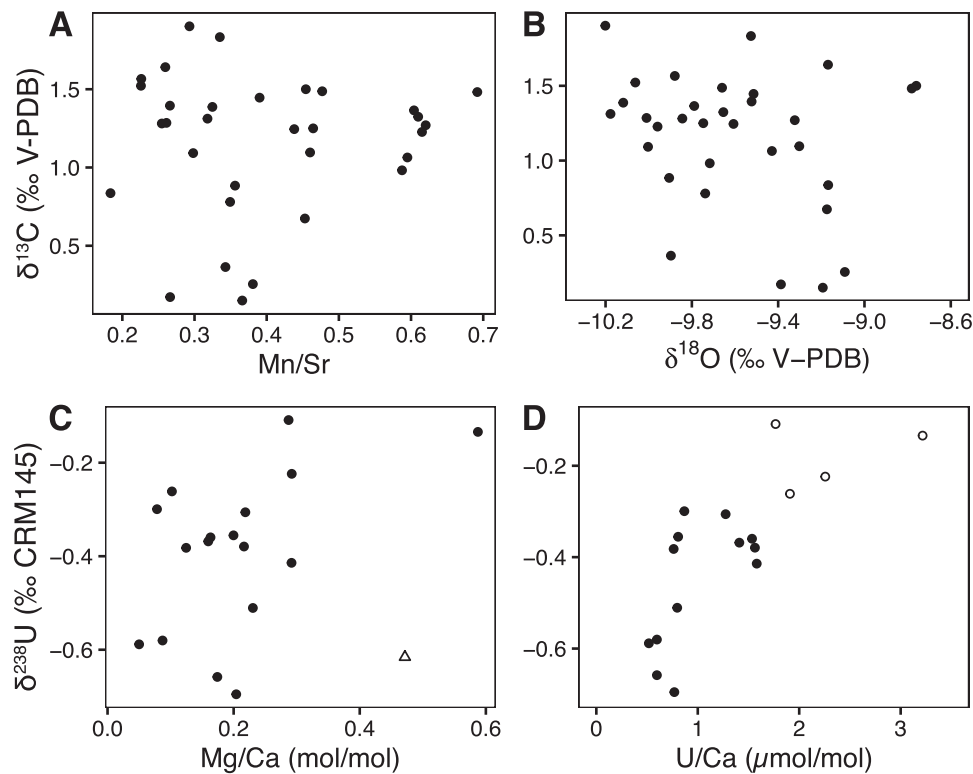 A
δ¹³C (‰ V-PDB)
1.5
1.0
0.5
0.2 0.3 0.4 0.5 0.6 0.7
Mn/Sr
B
1.5
1.0
0.5
−10.2 −9.8 −9.4 −9.0 −8.6
δ¹⁸O (‰ V−PDB)
C
δ²³⁸U (‰ CRM145)
−0.2
−0.4
−0.6
0.0 0.2 0.4 0.6
Mg/Ca (mol/mol)
D
−0.2
−0.4
−0.6
0 1 2 3
U/Ca (μmol/mol)